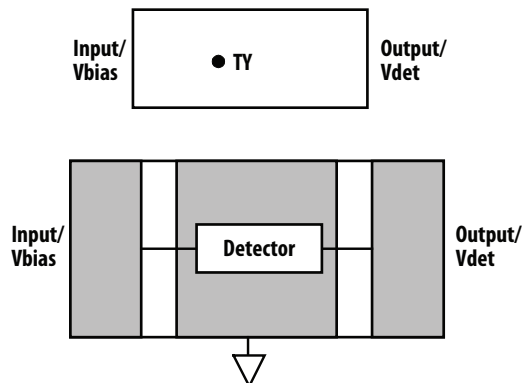 Input/
Vbias
TY
Output/
Vdet
Input/
Vbias
Detector
Output/
Vdet